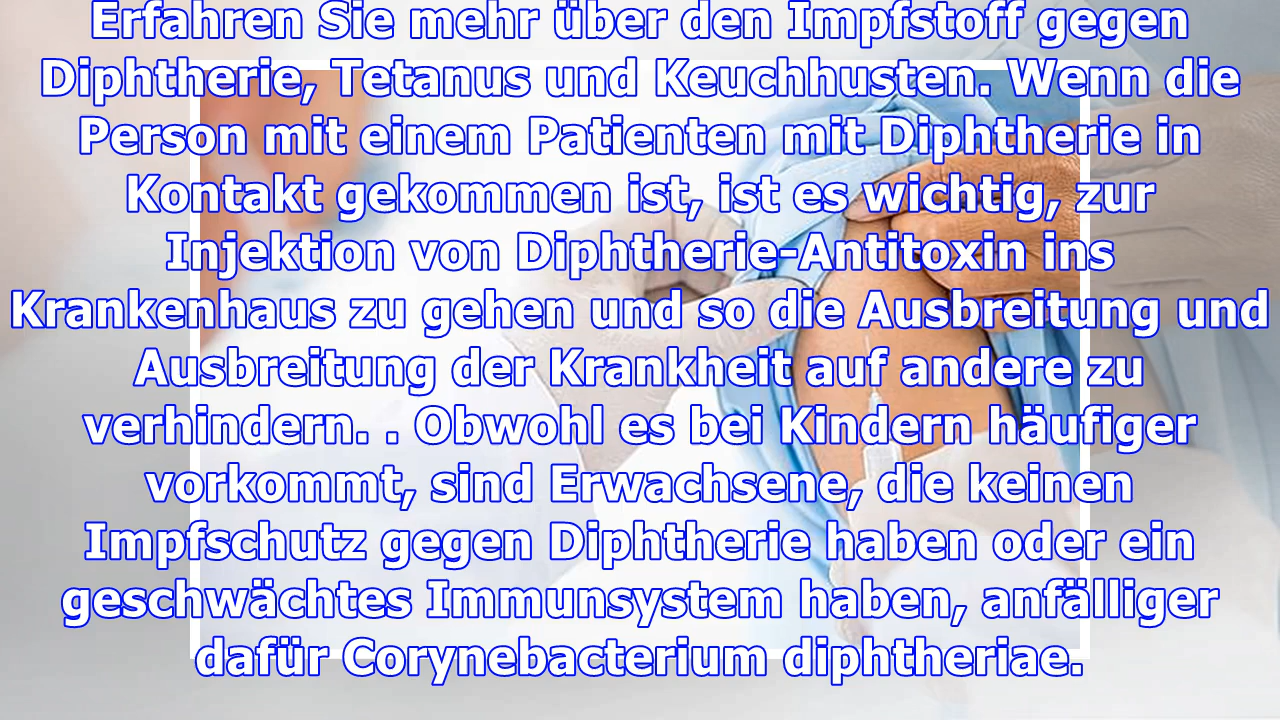 Erfahren Sie mehr über den Impfstoff gegen
Diphtherie, Tetanus und Keuchhusten. Wenn die
Person mit einem Patienten mit Diphtherie in
Kontakt gekommen ist, ist es wichtig, zur
Injektion von Diphtherie-Antitoxin ins
Krankenhaus zu gehen und so die Ausbreitung und
Ausbreitung der Krankheit auf andere zu
verhindern. . Obwohl es bei Kindern häufiger
vorkommt, sind Erwachsene, die keinen
Impfschutz gegen Diphtherie haben oder ein
geschwächtes Immunsystem haben, anfälliger
dafür Corynebacterium diphtheriae.